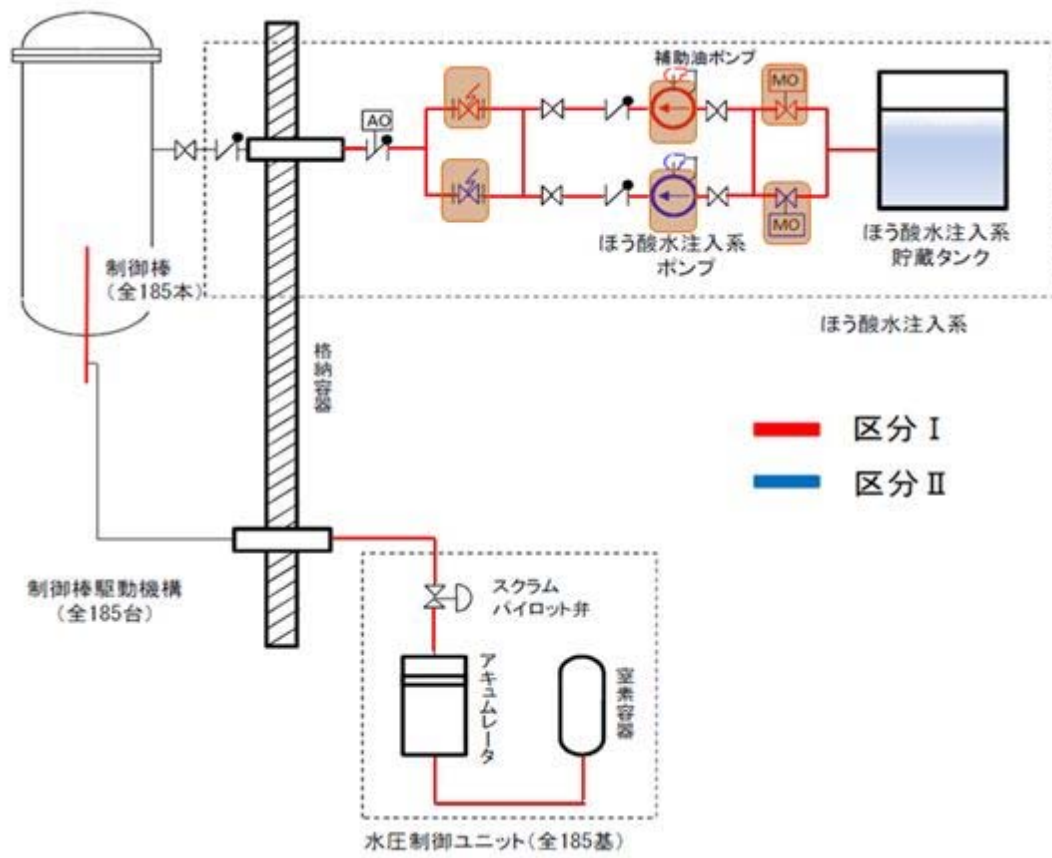 補助油ポンプ
MO
AO
ほう酸水注入系
ポンプ
MO
ほう酸水注入系
貯蔵タンク
制御棒
(全185本)
ほう酸水注入系
格納容器
区分Ⅰ
区分Ⅱ
制御棒駆動機構
(全185台)
スクラム
パイロット弁
アキュムレータ
窒素容器
水圧制御ユニット(全185基)